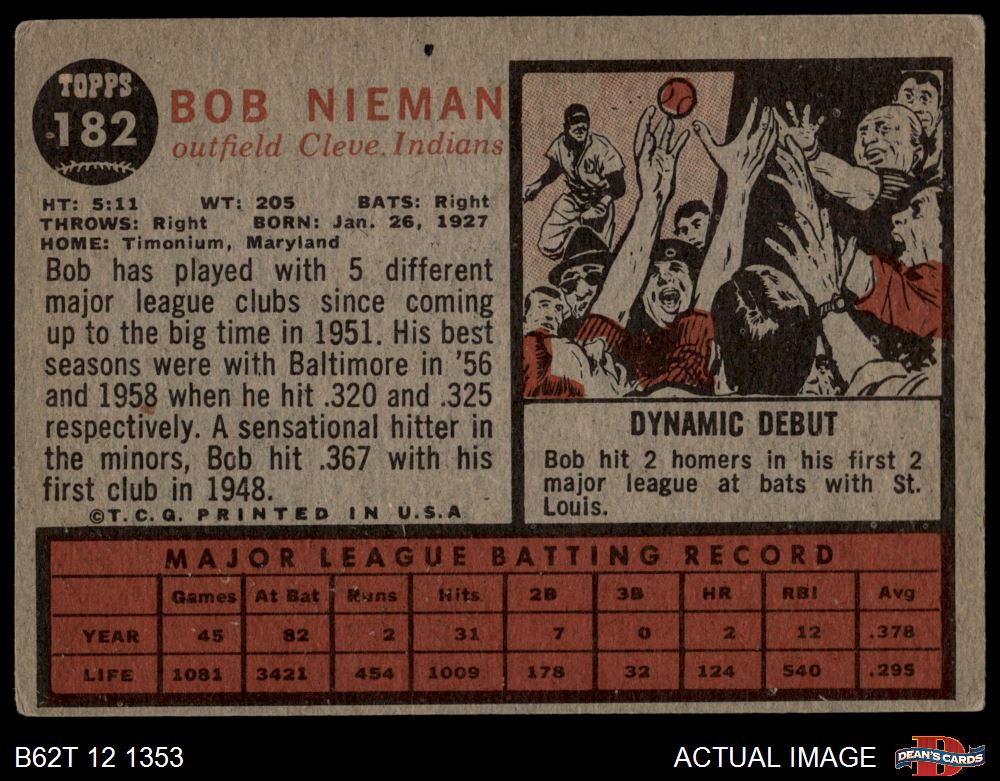 TOPPS
182
BOB NIEMAN
outfield Cleve. Indians
HT: 5:11 WT: 205 BATS: Right
THROWS: Right BORN: Jan. 26, 1927
HOME: Timonium, Maryland
Bob has played with 5 different
major league clubs since coming
up to the big time in 1951. His best
seasons were with Baltimore in '56
and 1958 when he hit .320 and .325
respectively. A sensational hitter in
the minors, Bob hit .367 with his
first club in 1948.
©T.C.G. PRINTED IN U.S.A
DYNAMIC DEBUT
Bob hit 2 homers in his first 2
major league at bats with St.
Louis.
MAJOR LEAGUE BATTING RECORD
Games At Bat Runs Hits 2B 3B HR RBI Avg
YEAR 45 82 2 31 7 0 2 12 .378
LIFE 1081 3421 454 1009 178 32 124 540 .295
B62T 12 1353
ACTUAL IMAGE
D
DEAN'S CARDS